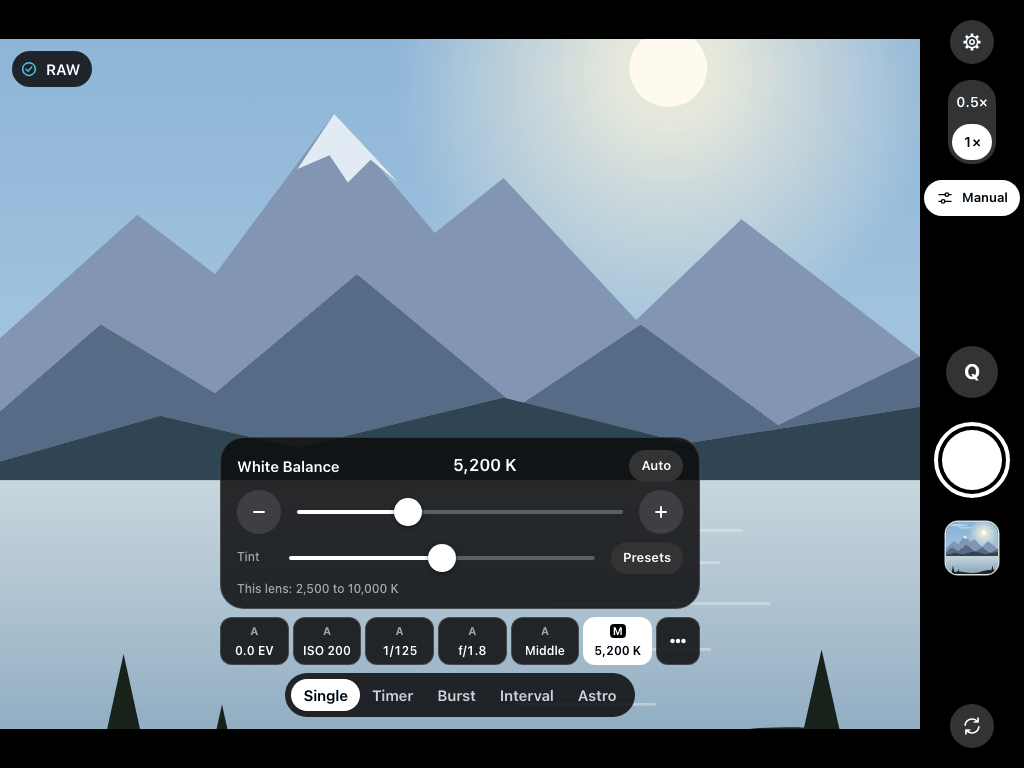 RAW
0.5×
1×
Manual
Q
White Balance
5,200 K
Auto
Tint
Presets
This lens: 2,500 to 10,000 K
A
0.0 EV
A
ISO 200
A
1/125
A
f/1.8
A
Middle
M
5,200 K
Single
Timer
Burst
Interval
Astro